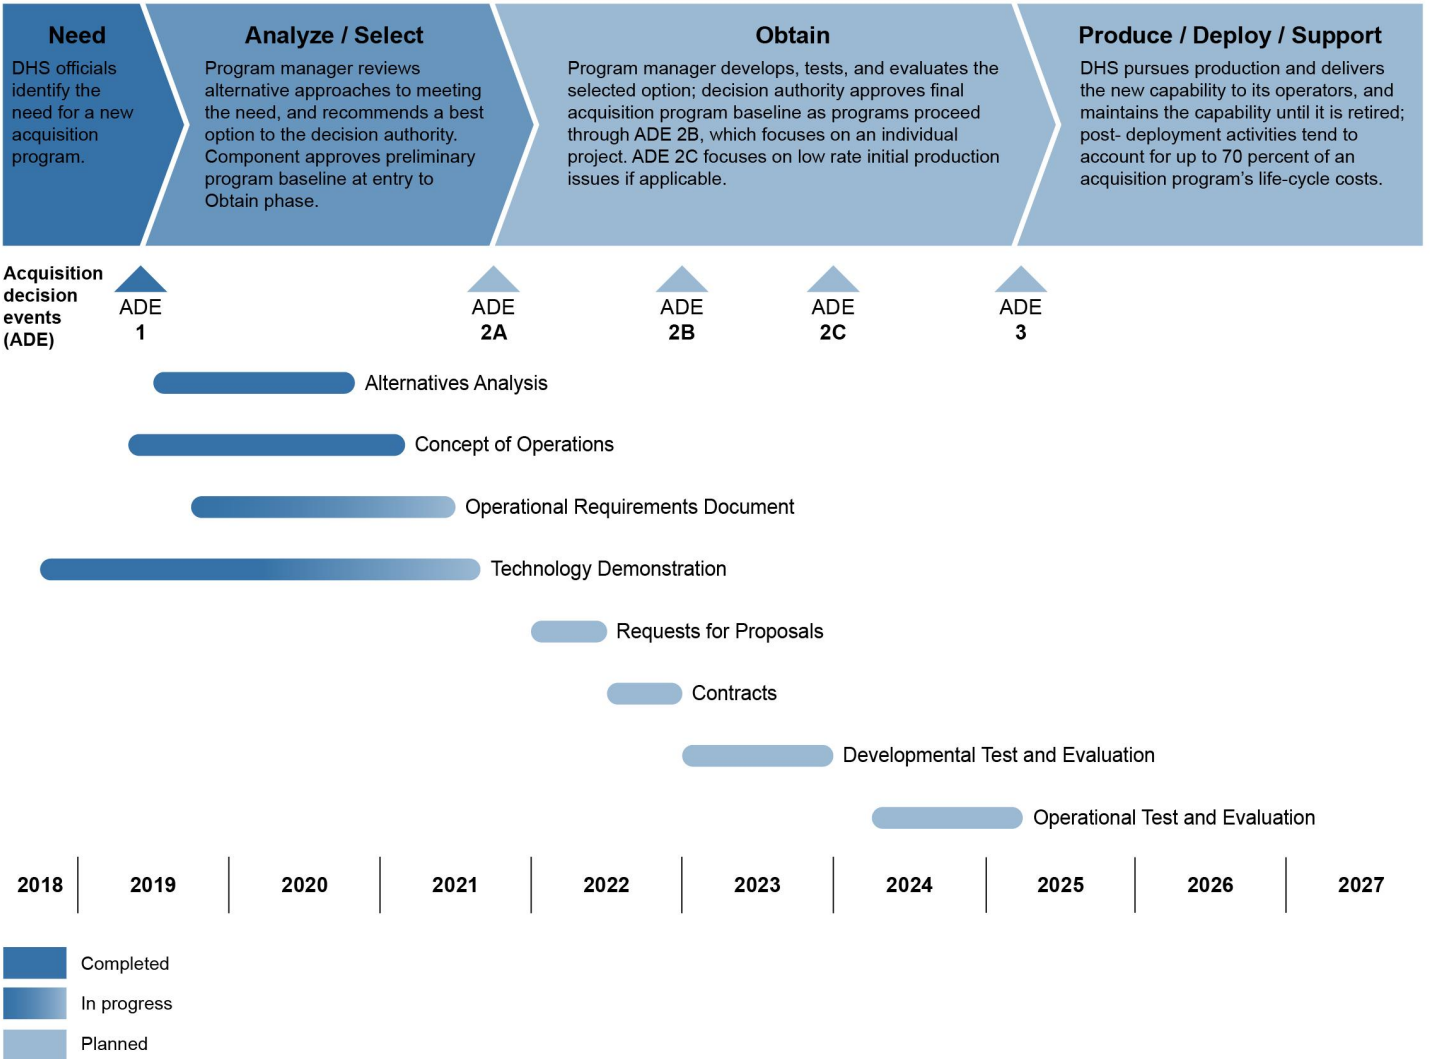 Need
DHS officials
identify the
need for a new
acquisition
program.
Analyze / Select
Program manager reviews
alternative approaches to meeting
the need, and recommends a best
option to the decision authority.
Component approves preliminary
program baseline at entry to
Obtain phase.
Obtain
Program manager develops, tests, and evaluates the
selected option; decision authority approves final
acquisition program baseline as programs proceed
through ADE 2B, which focuses on an individual
project. ADE 2C focuses on low rate initial production
issues if applicable.
Produce / Deploy / Support
DHS pursues production and delivers
the new capability to its operators, and
maintains the capability until it is retired;
post- deployment activities tend to
account for up to 70 percent of an
acquisition program’s life-cycle costs.
Acquisition
decision
events
(ADE)
ADE
1
ADE
2A
ADE
2B
ADE
2C
ADE
3
Alternatives Analysis
Concept of Operations
Operational Requirements Document
Technology Demonstration
Requests for Proposals
Contracts
Developmental Test and Evaluation
Operational Test and Evaluation
2018 2019 2020 2021 2022 2023 2024 2025 2026 2027
Completed
In progress
Planned